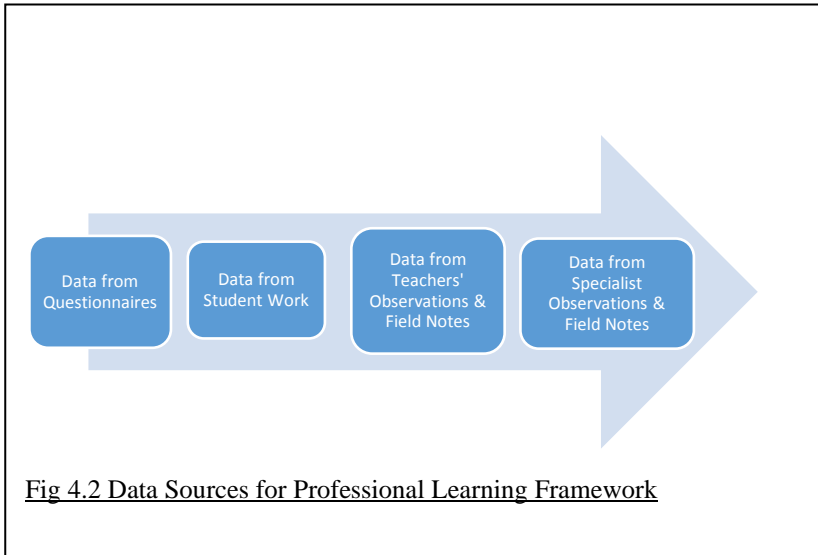 Data from
Questionnaires
Data from
Student Work
Data from
Teachers'
Observations &
Field Notes
Data from
Specialist
Observations &
Field Notes
Fig 4.2 Data Sources for Professional Learning Framework